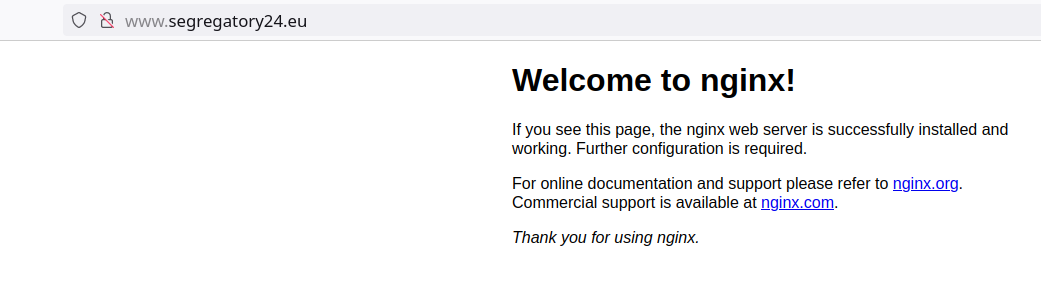 www.segregatory24.eu
Welcome to nginx!
If you see this page, the nginx web server is successfully installed and
working. Further configuration is required.
For online documentation and support please refer to nginx.org.
Commercial support is available at nginx.com.
Thank you for using nginx.